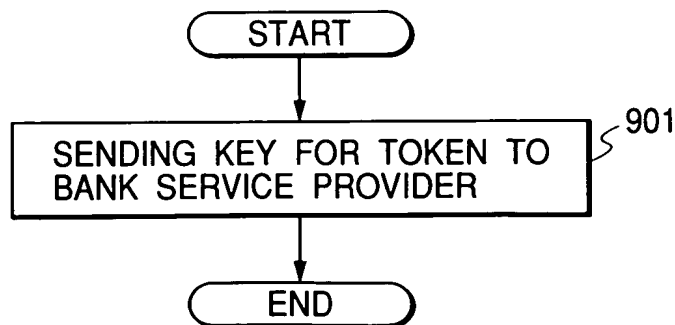 START
901
SENDING KEY FOR TOKEN TO
BANK SERVICE PROVIDER
END